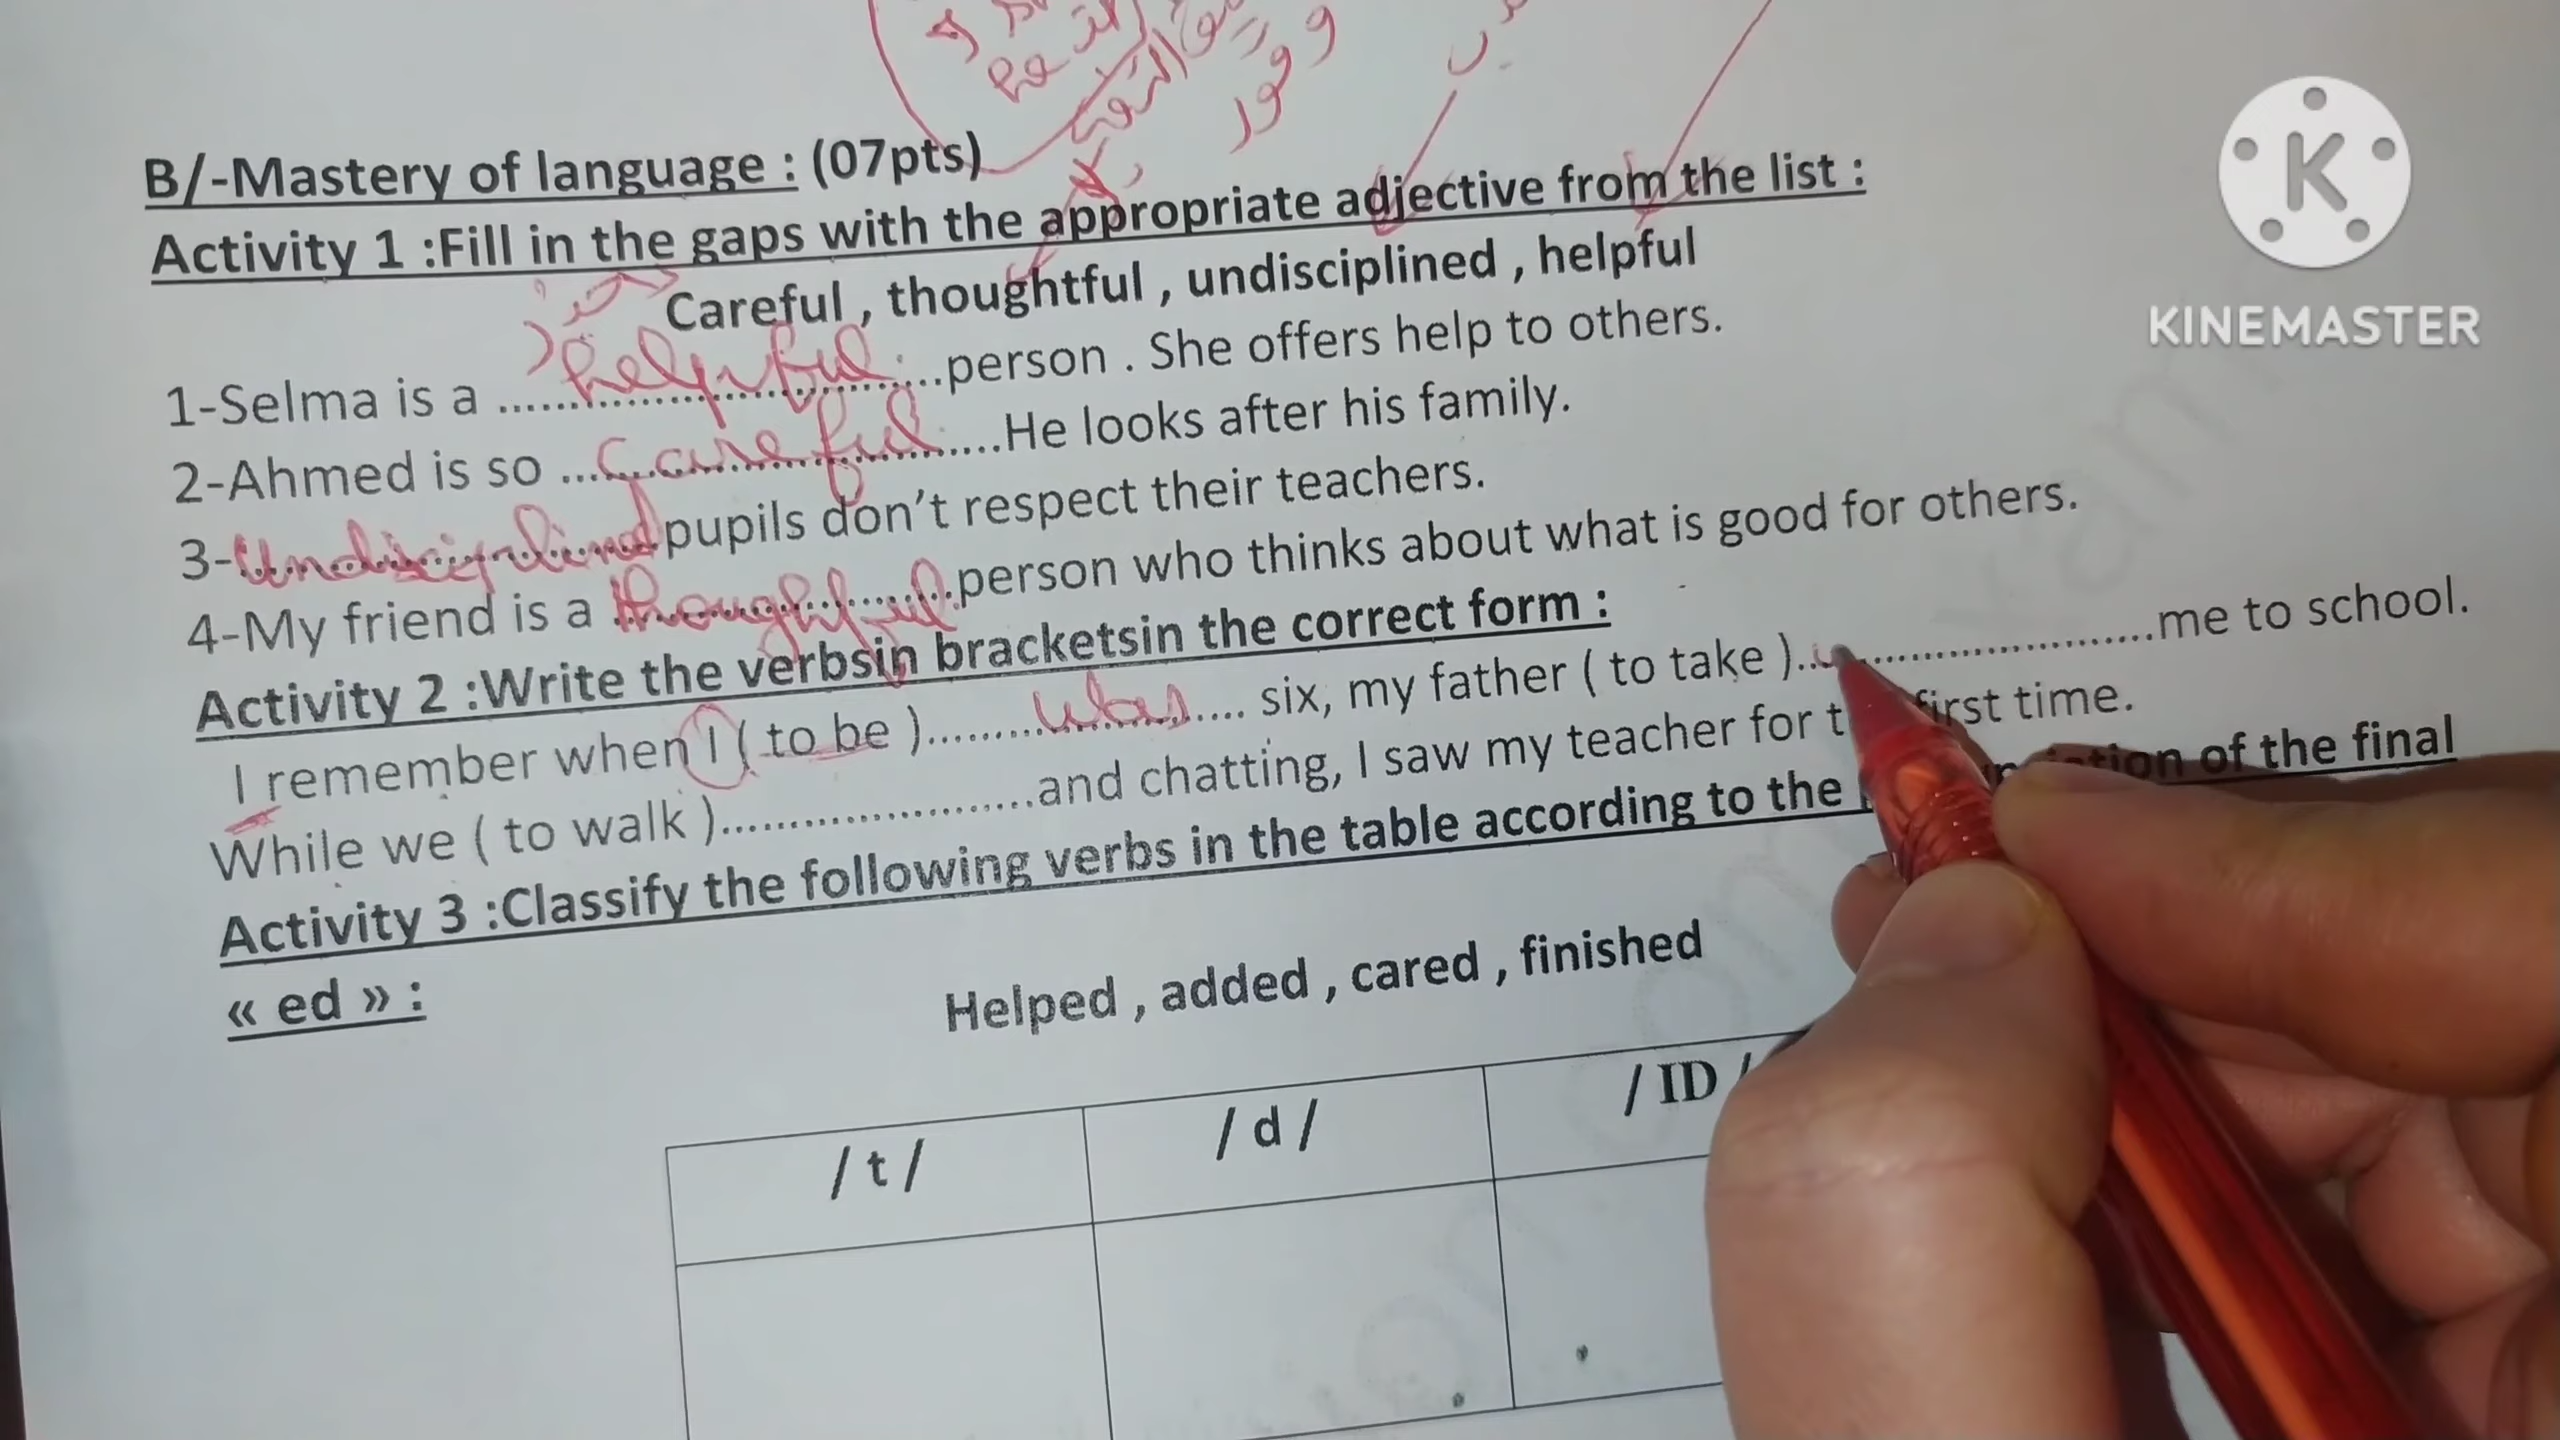 B/-Mastery of language : (07pts)
Activity 1 :Fill in the gaps with the appropriate adjective from the list :
Careful , thoughtful , undisciplined , helpful
1-Selma is a ...helpful...person . She offers help to others.
2-Ahmed is so ...careful...He looks after his family.
3-...pupils don't respect their teachers.
4-My friend is a ...thoughtful...person who thinks about what is good for others.
Activity 2 :Write the verbsin bracketsin the correct form :
I remember when I ( to be )...was... six, my father ( to take )...me to school.
While we ( to walk )...and chatting, I saw my teacher for first time.
Activity 3 :Classify the following verbs in the table according to the of the final
« ed » :
Helped , added , cared , finished
/ t / / d / / ID /
KINEMASTER